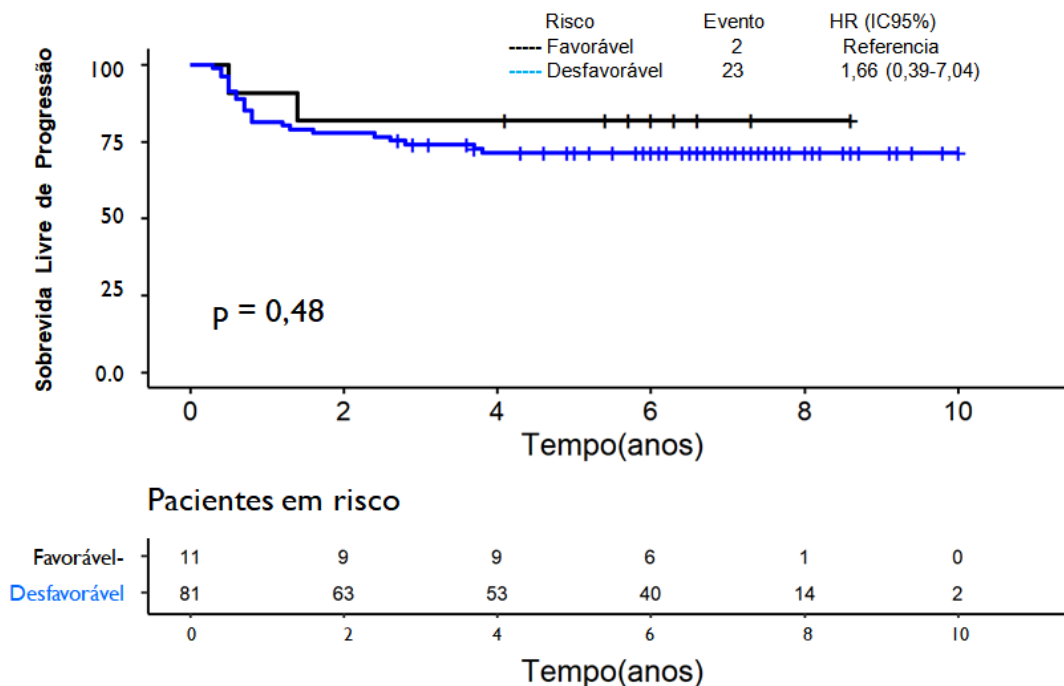 Risco Evento HR (IC95%)
Favorável 2 Referencia
Desfavorável 23 1,66 (0,39-7,04)
Sobrevida Livre de Progressão
100
75
50
25
0.0
p = 0,48
0 2 4 6 8 10
Tempo(anos)
Pacientes em risco
Favorável- 11 9 9 6 1 0
Desfavorável 81 63 53 40 14 2
0 2 4 6 8 10
Tempo(anos)